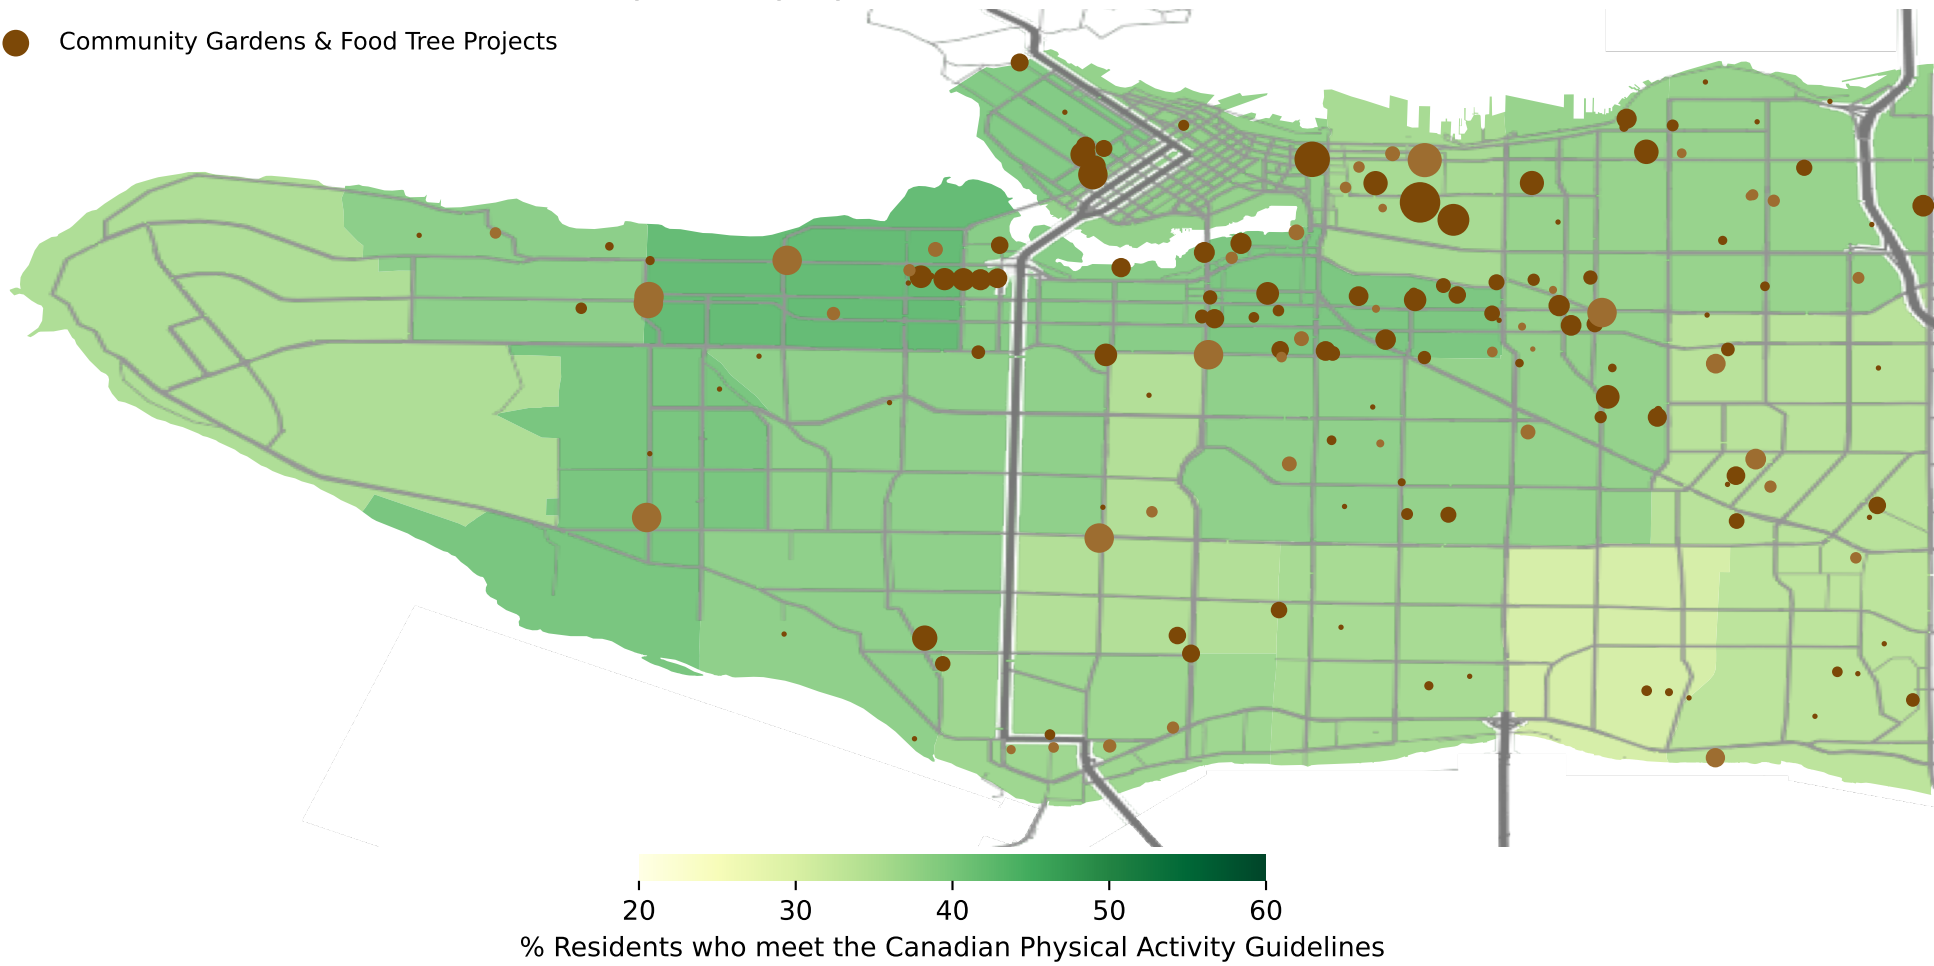 Community Gardens & Food Tree Projects
20 30 40 50 60
% Residents who meet the Canadian Physical Activity Guidelines